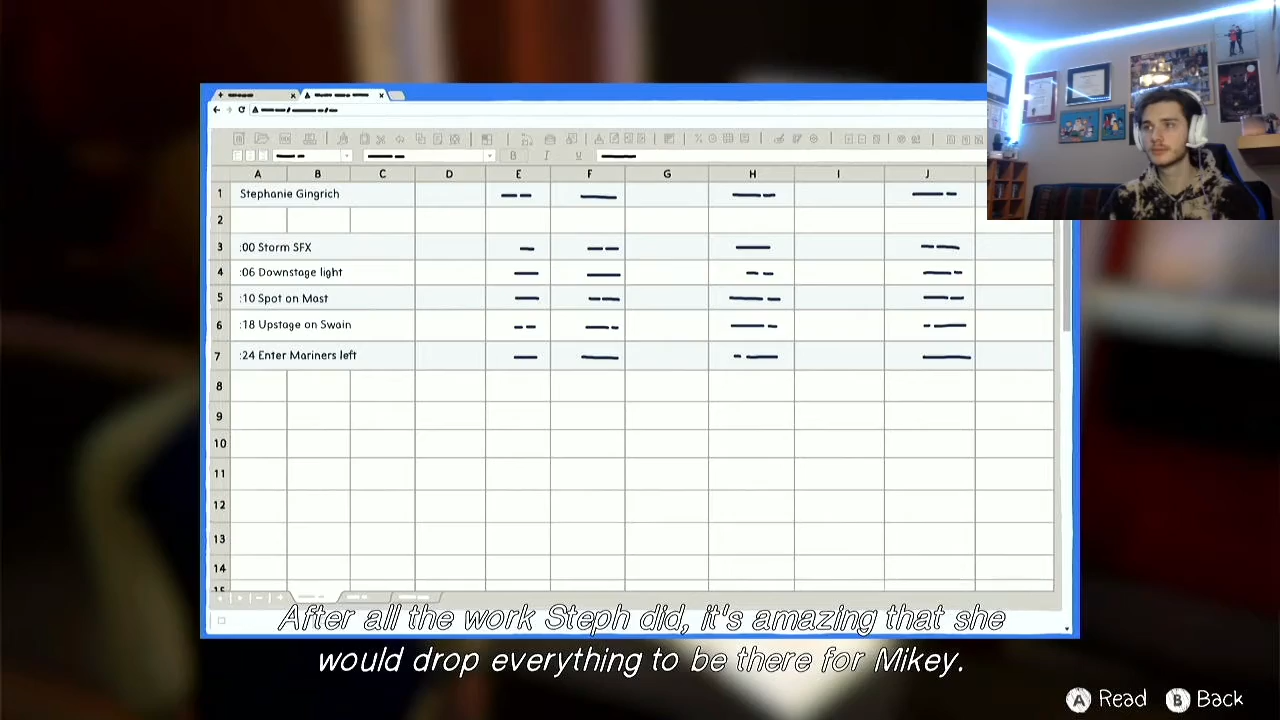 A B C D E F G H I J
1 Stephanie Gingrich
2
3 :00 Storm SFX
4 :06 Downstage light
5 :10 Spot on Mast
6 :18 Upstage on Swain
7 :24 Enter Mariners left
8
9
10
11
12
13
14
15
After all the work Steph did, it's amazing that she
would drop everything to be there for Mikey.
A Read B Back